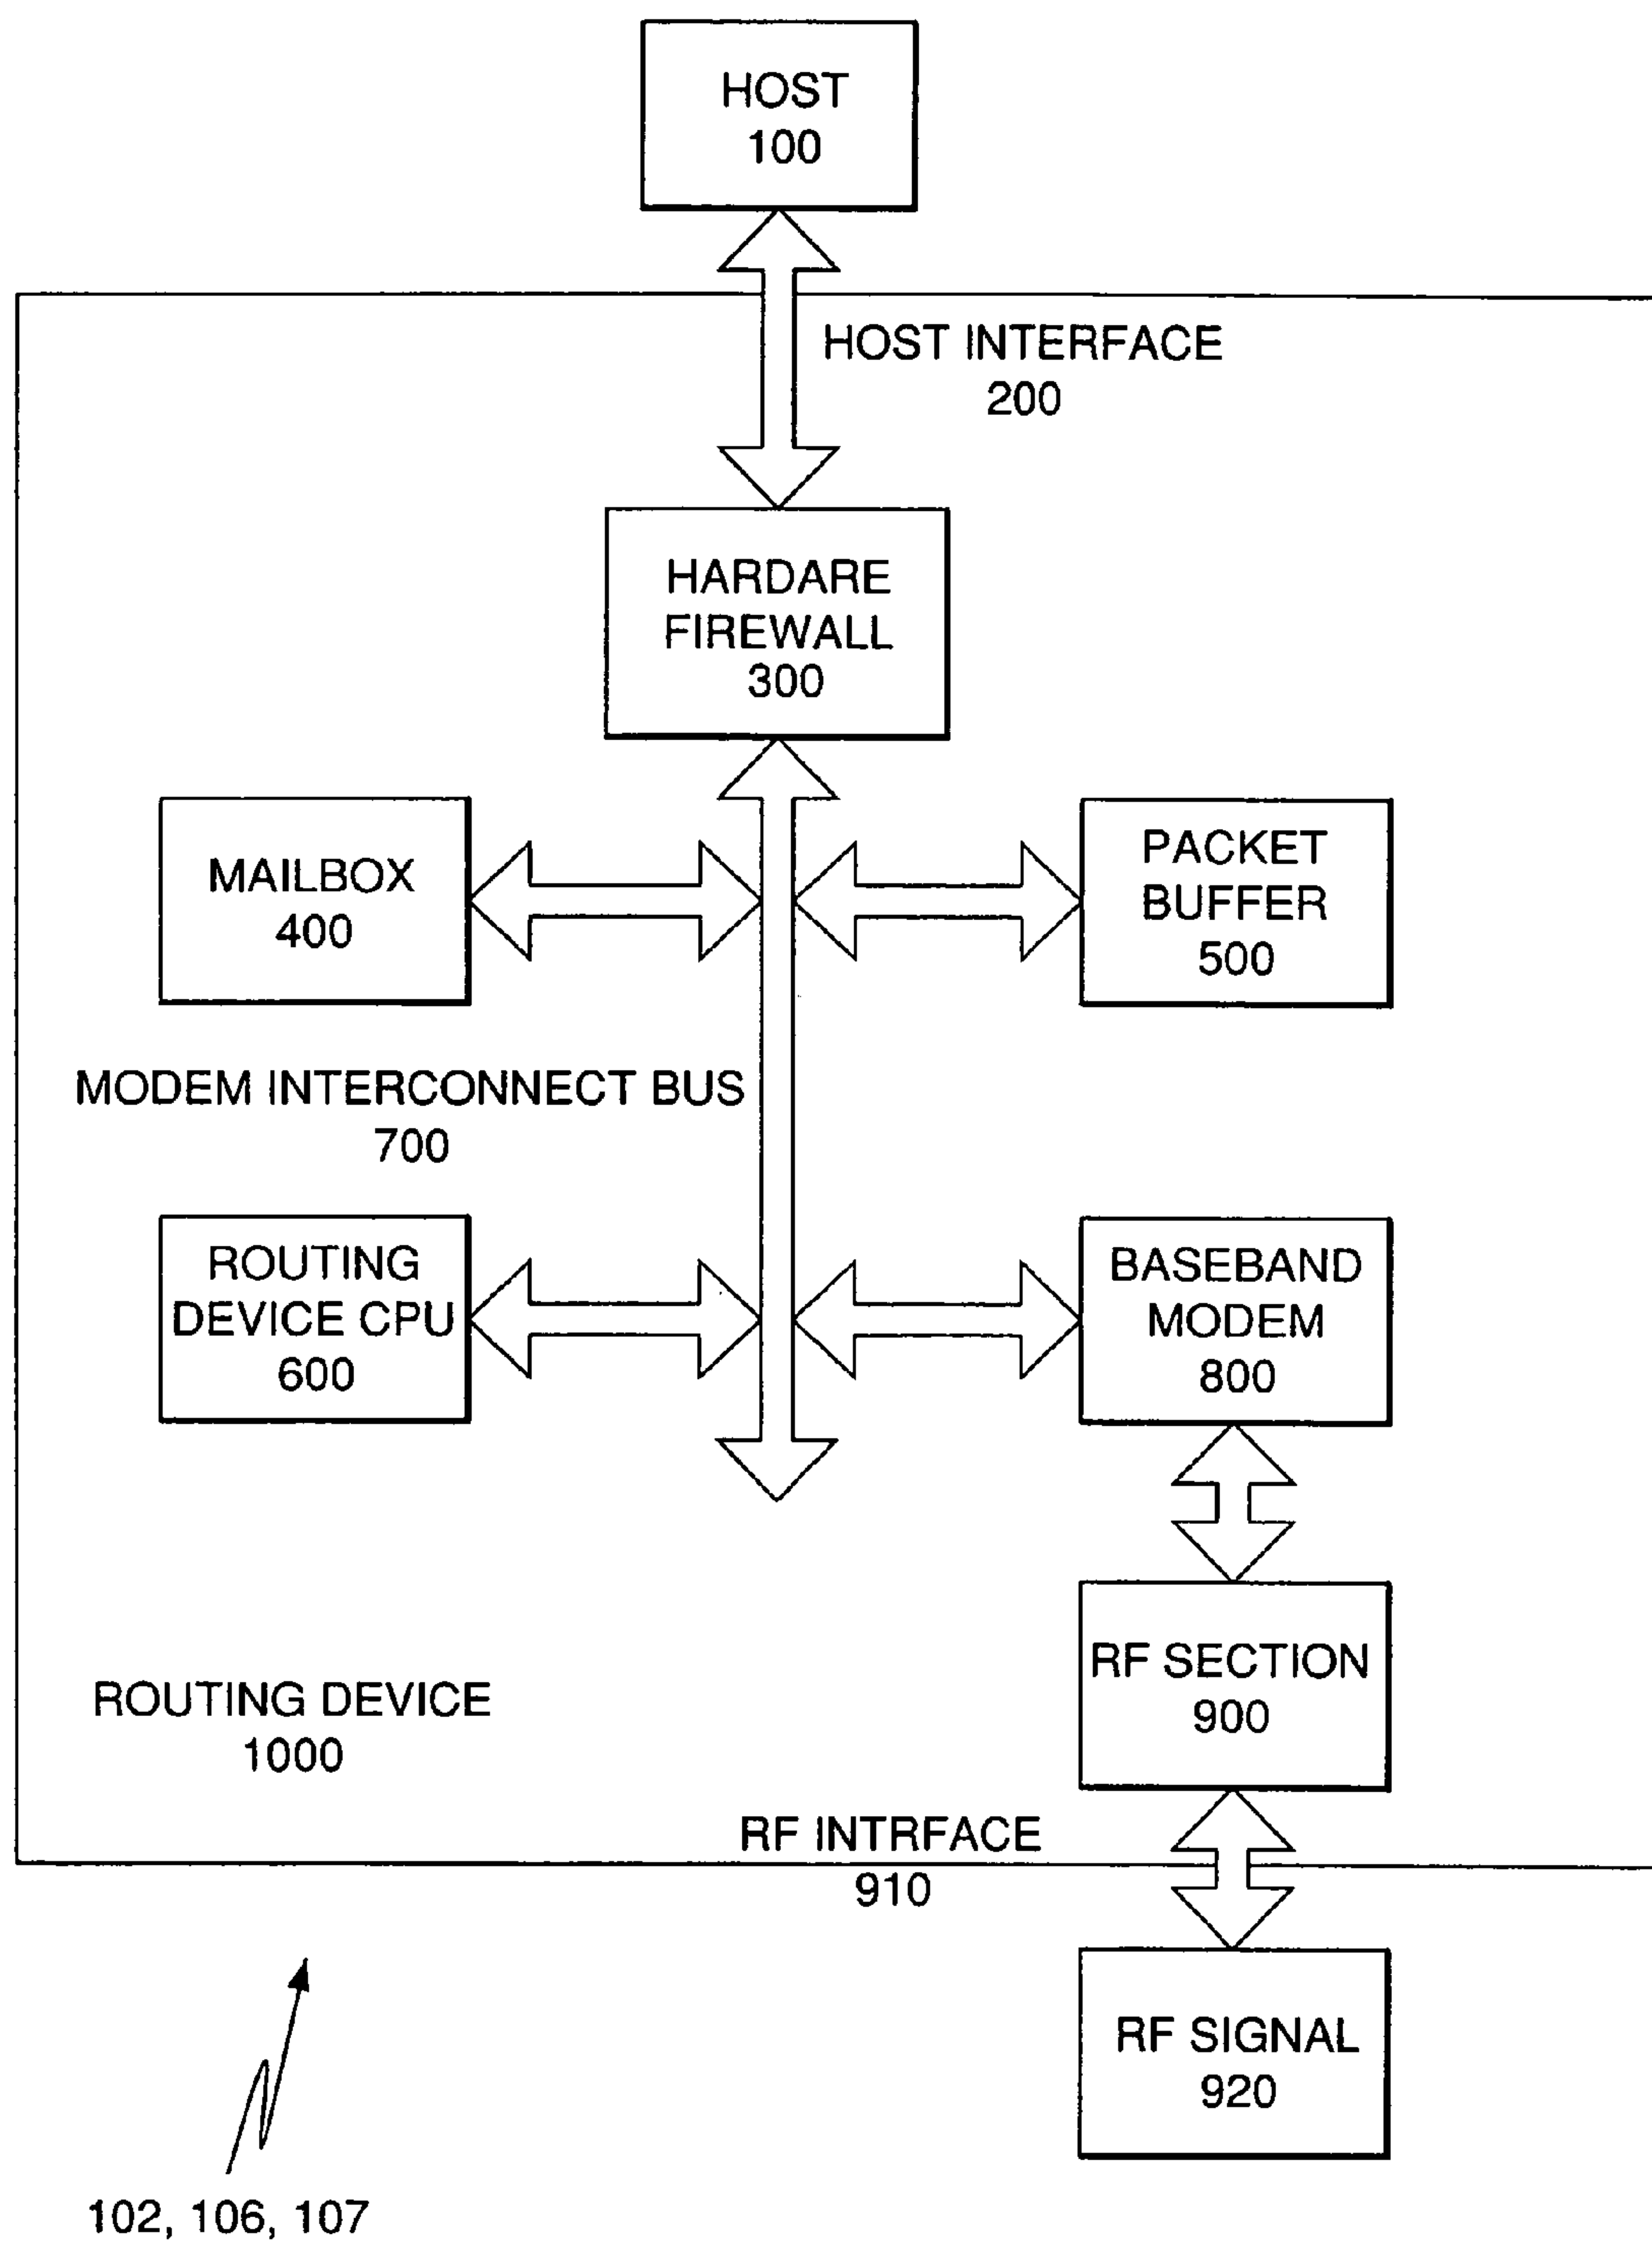 HOST
100
HOST INTERFACE
200
HARDARE
FIREWALL
300
MAILBOX
400
PACKET
BUFFER
500
MODEM INTERCONNECT BUS
700
ROUTING
DEVICE CPU
600
BASEBAND
MODEM
800
RF SECTION
900
ROUTING DEVICE
1000
RF INTRFACE
910
RF SIGNAL
920
102, 106, 107